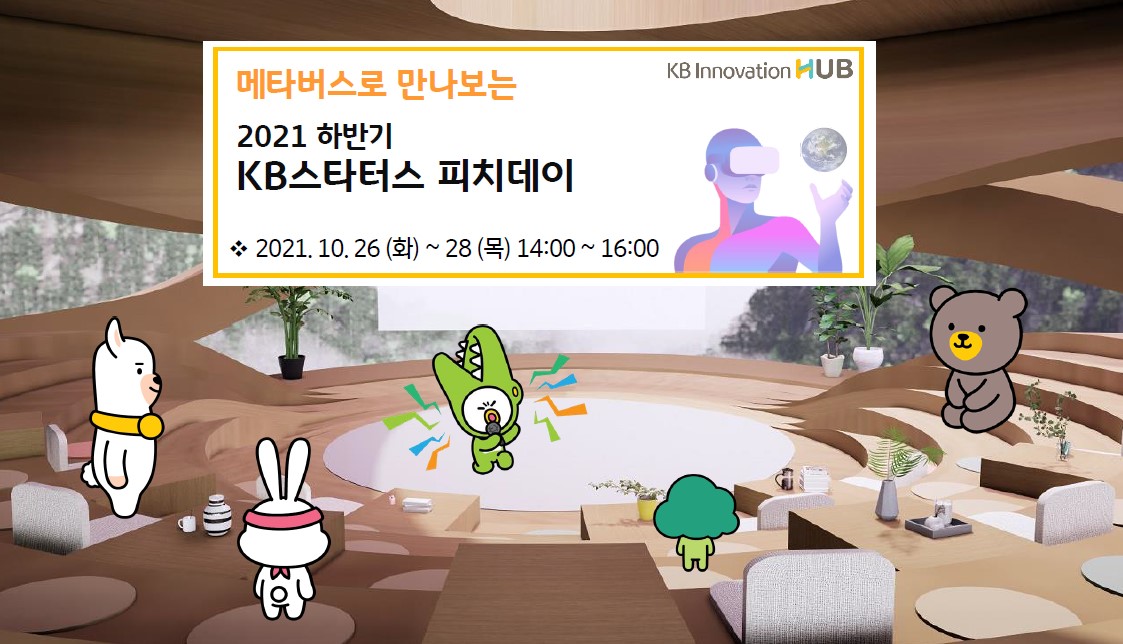 메타버스로 만나보는
KB Innovation HUB
2021 하반기
KB스타터스 피치데이
❖ 2021. 10. 26 (화) ~ 28 (목) 14:00 ~ 16:00